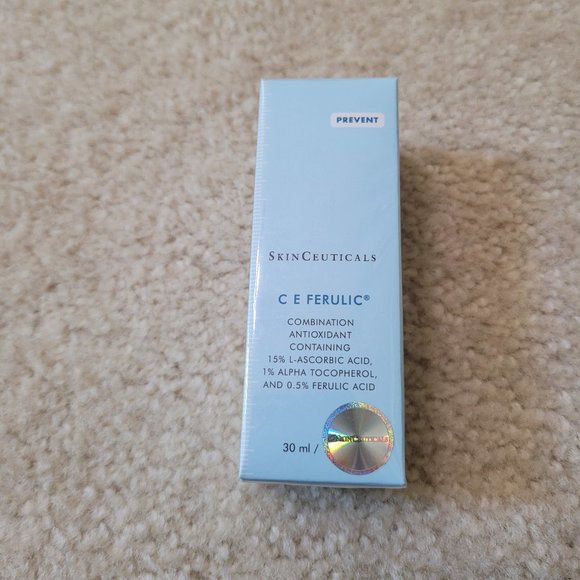 PREVENT
SKINCEUTICALS
C E FERULIC®
COMBINATION
ANTIOXIDANT
CONTAINING
15% L-ASCORBIC ACID,
1% ALPHA TOCOPHEROL,
AND 0.5% FERULIC ACID
30 ml /
SKINCEUTICALS